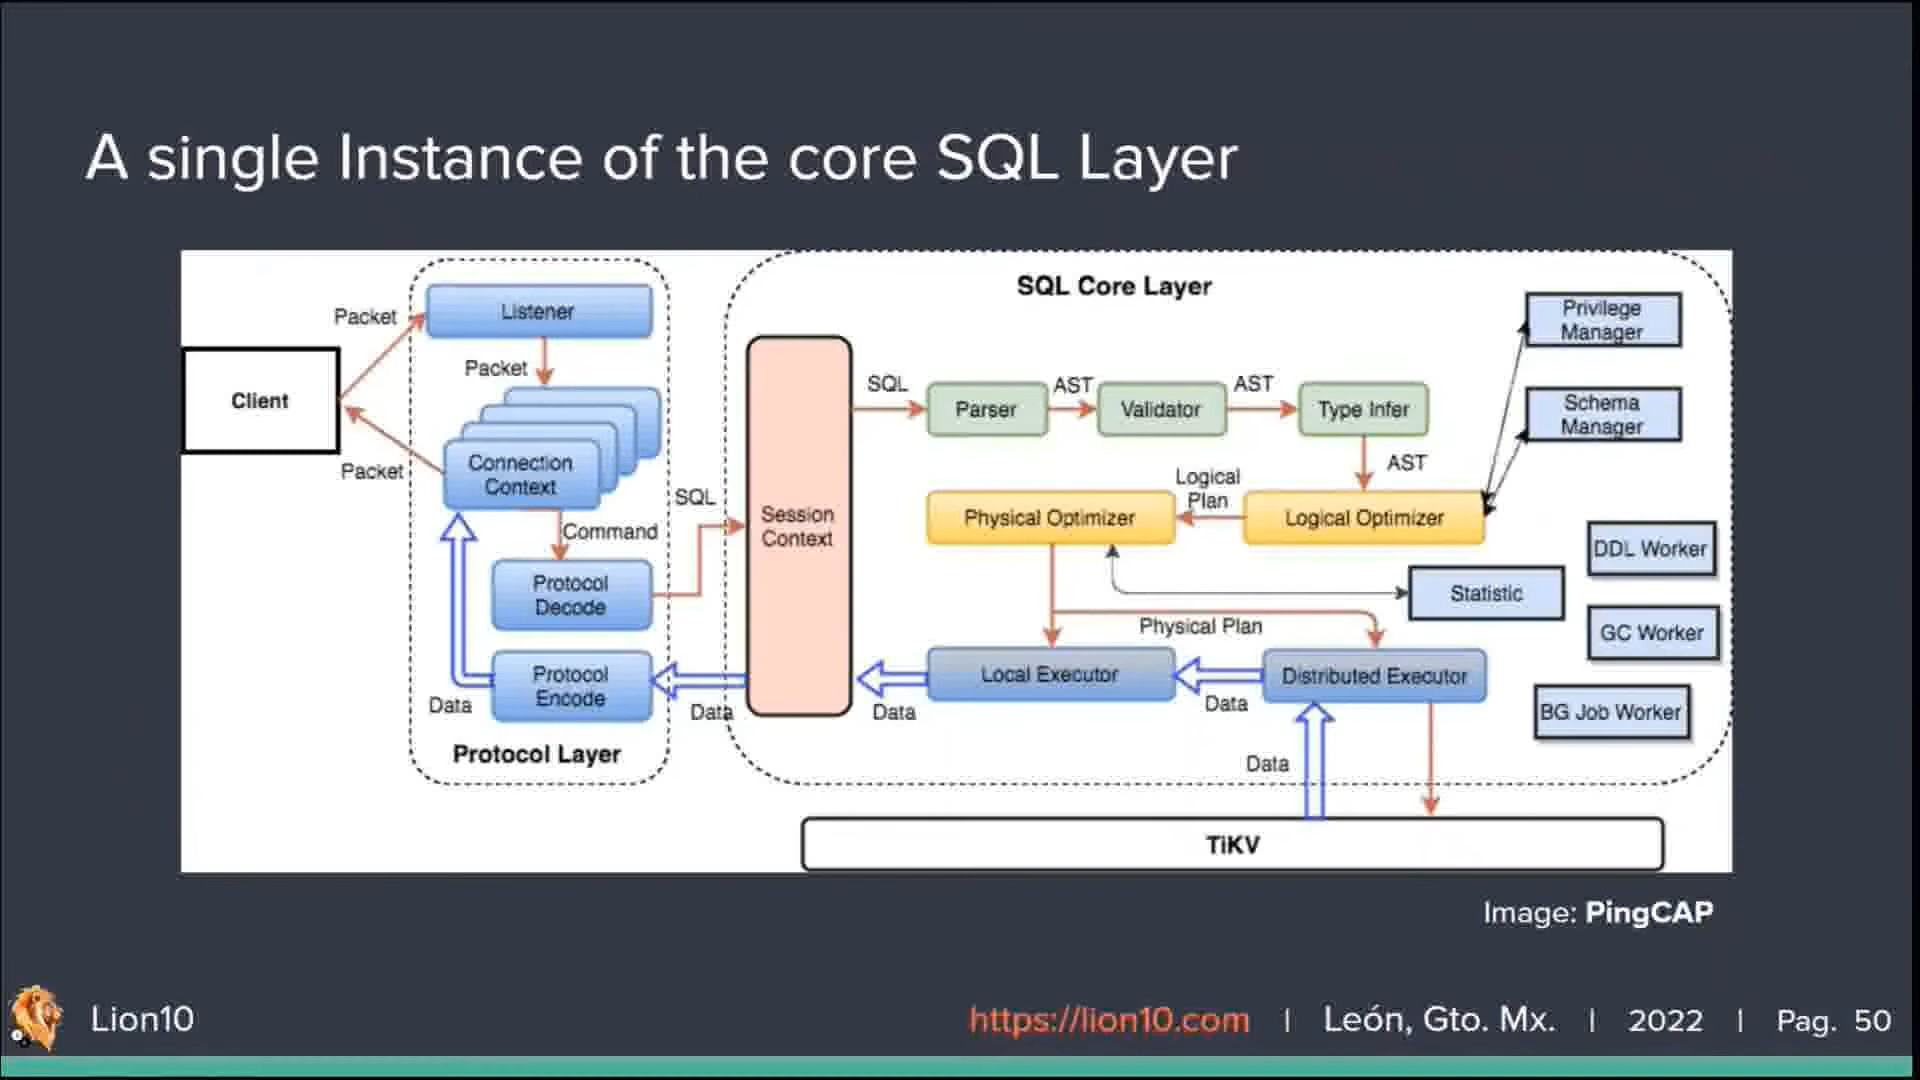 A single Instance of the core SQL Layer
SQL Core Layer
Client
Packet
Packet
Listener
Packet
Connection
Context
Command
Protocol
Decode
Protocol
Encode
Data
Protocol Layer
SQL
Data
Session
Context
SQL
Parser
AST
Validator
AST
Type Infer
AST
Logical
Plan
Physical Optimizer
Logical Optimizer
Privilege
Manager
Schema
Manager
Statistic
DDL Worker
GC Worker
BG Job Worker
Physical Plan
Local Executor
Distributed Executor
Data
Data
Data
TiKV
Image: PingCAP
Lion10
https://lion10.com | León, Gto. Mx. | 2022 | Pag. 50